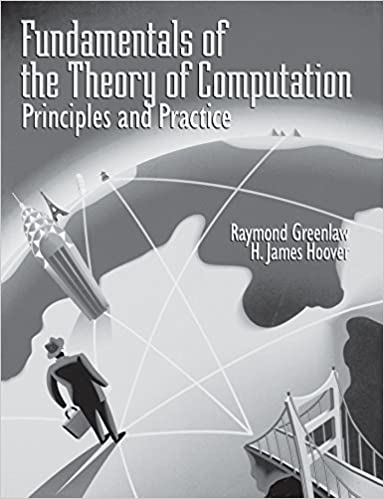 Fundamentals of
the Theory of Computation
Principles and Practice
Raymond Greenlaw
H. James Hoover